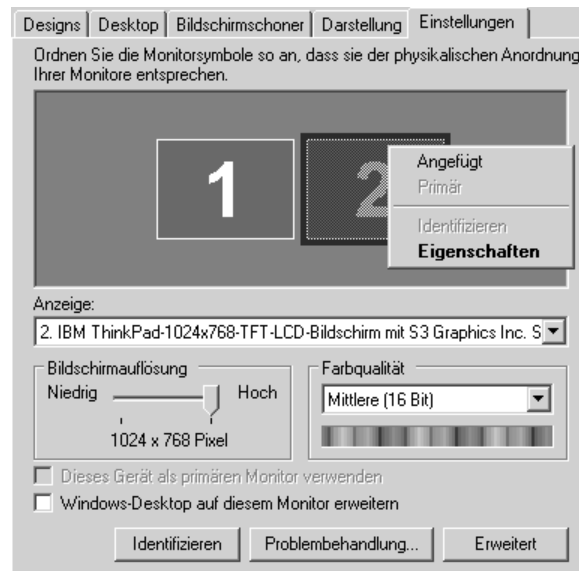 Designs Desktop Bildschirmschoner Darstellung Einstellungen
Ordnen Sie die Monitorsymbole so an, dass sie der physikalischen Anordnung
Ihrer Monitore entsprechen.
1
2
Angefügt
Primär
Identifizieren
Eigenschaften
Anzeige:
2. IBM ThinkPad-1024x768-TFT-LCD-Bildschirm mit S3 Graphics Inc. S
Bildschirmauflösung
Niedrig Hoch
1024 x 768 Pixel
Farbqualität
Mittlere (16 Bit)
Dieses Gerät als primären Monitor verwenden
Windows-Desktop auf diesem Monitor erweitern
Identifizieren Problembehandlung... Erweitert